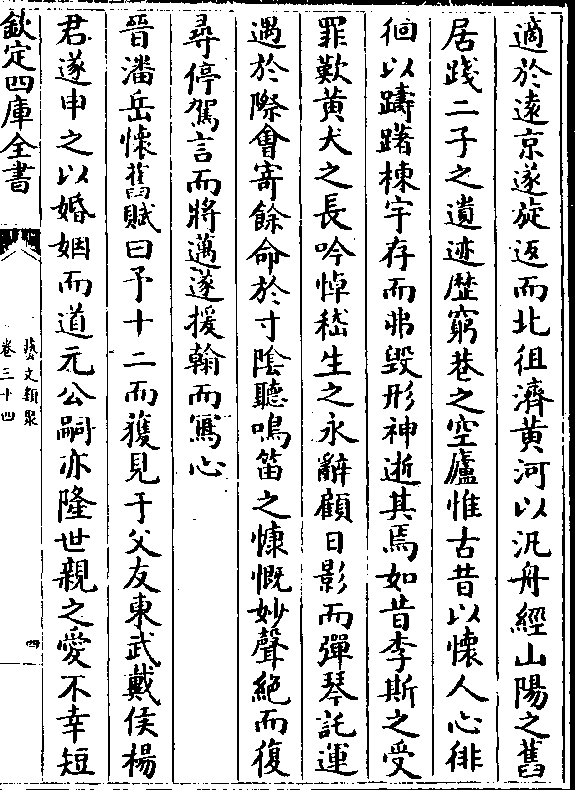 適於遠京遂旋返而北徂濟黄河以汎舟經山陽之舊
居踐二子之遺迹歴窮巷之空廬惟古昔以懷人心徘
徊以躊躇棟宇存而弗毁形神逝其焉如昔李斯之受
罪歎黄犬之長吟悼嵇生之永辭顧日影而彈琴託運
遇於際會寄餘命於寸陰聽鳴笛之慷慨妙聲絶而復
尋停駕言而將邁遂援翰而寫心
晉潘岳懷舊賦曰予十二而獲見于父友東武戴侯楊
君遂申之以婚姻而道元公嗣亦隆世親之愛不幸短
欽定四庫全書
藝文類聚
卷三十四
四